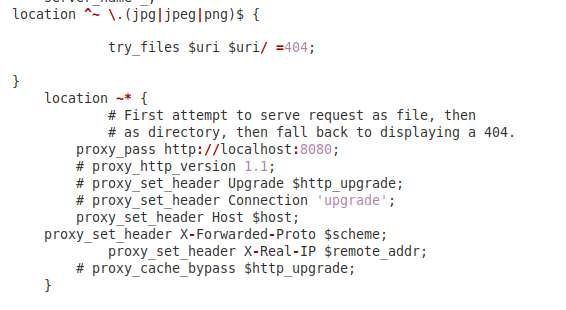 location ^~ \.(jpg|jpeg|png)$ {
try_files $uri $uri/ =404;
}
location ~* {
# First attempt to serve request as file, then
# as directory, then fall back to displaying a 404.
proxy_pass http://localhost:8080;
# proxy_http_version 1.1;
# proxy_set_header Upgrade $http_upgrade;
# proxy_set_header Connection 'upgrade';
proxy_set_header Host $host;
proxy_set_header X-Forwarded-Proto $scheme;
proxy_set_header X-Real-IP $remote_addr;
# proxy_cache_bypass $http_upgrade;
}